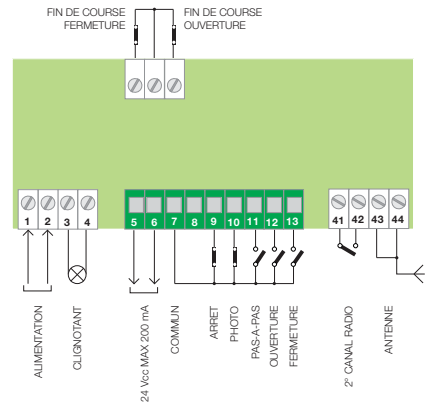 FIN DE COURSE
FERMETURE
FIN DE COURSE
OUVERTURE
1 2 3 4
5 6 7 8 9 10 11 12 13
41 42 43 44
ALIMENTATION
CLIGNOTANT
24 Vcc MAX 200 mA
COMMUN
ARRET
PHOTO
PAS-A-PAS
OUVERTURE
FERMETURE
2° CANAL RADIO
ANTENNE